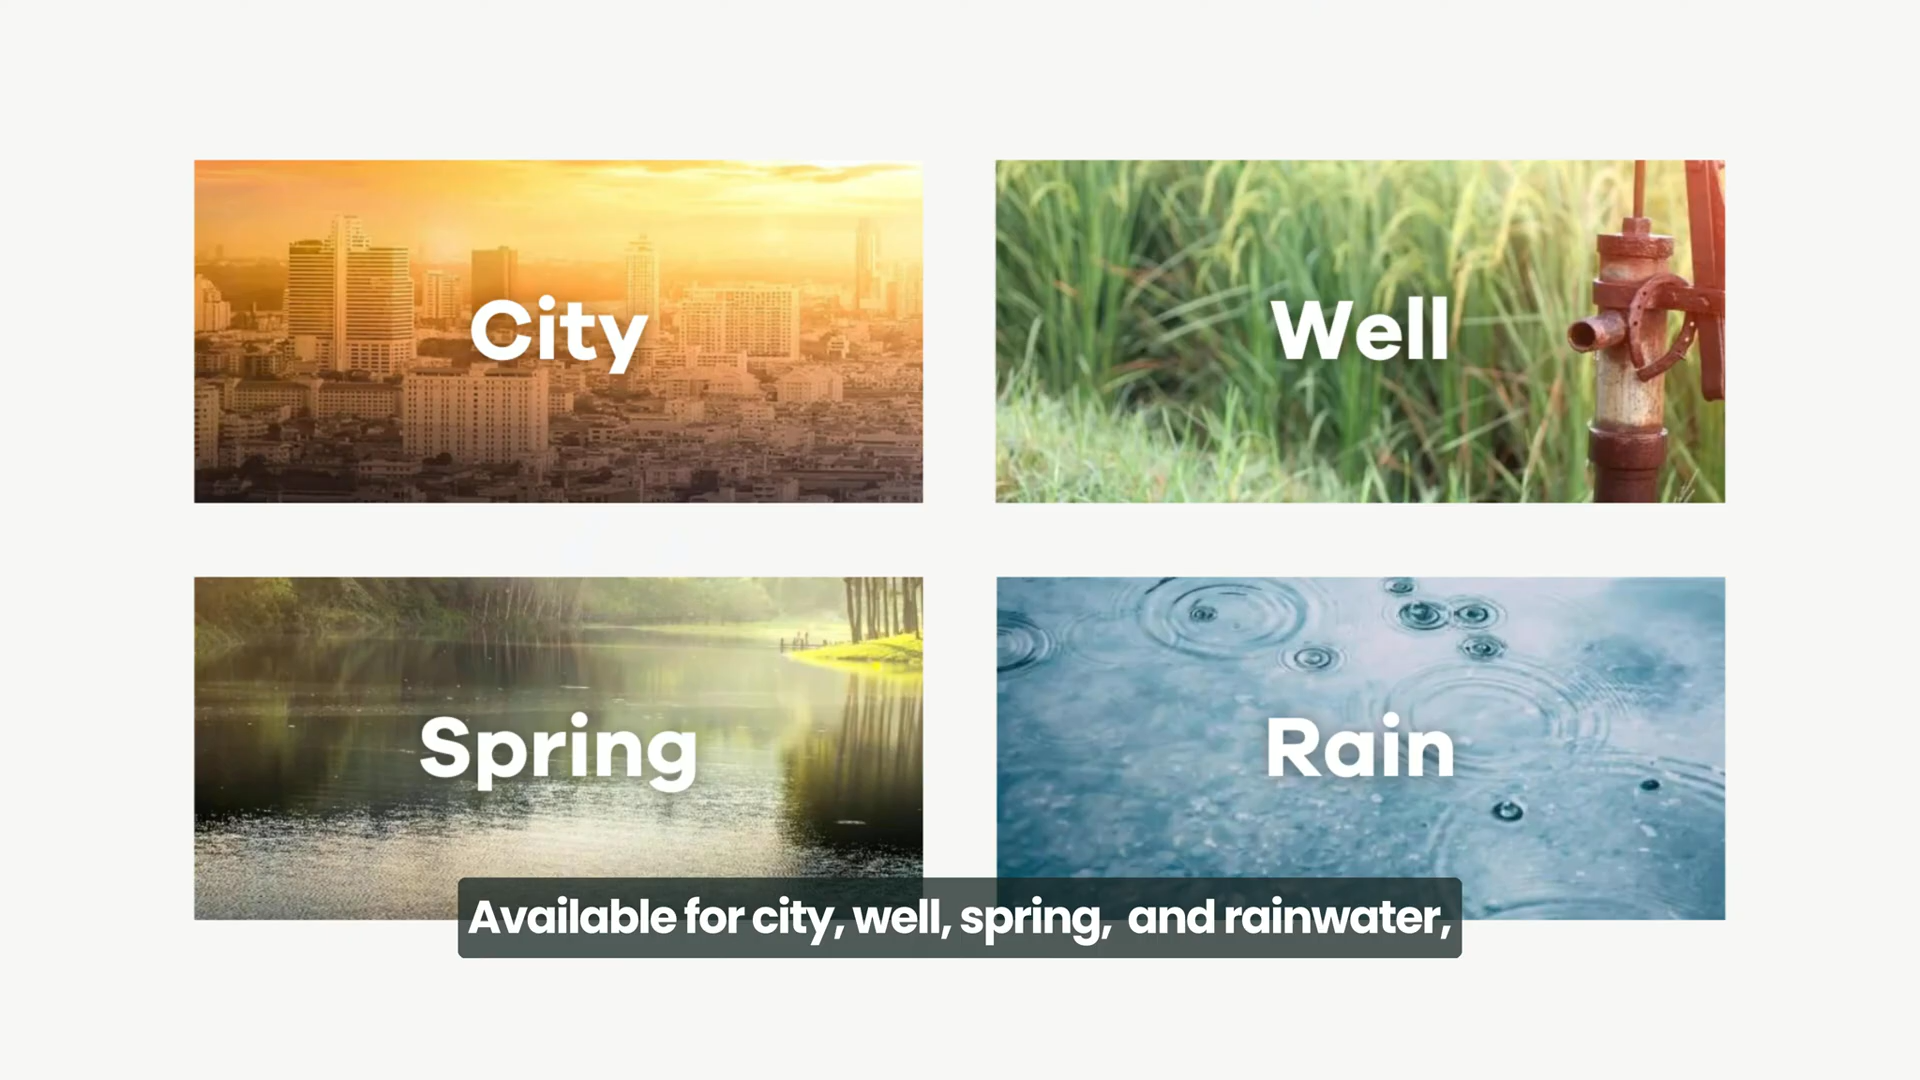 City
Well
Spring
Rain
Available for city, well, spring, and rainwater,